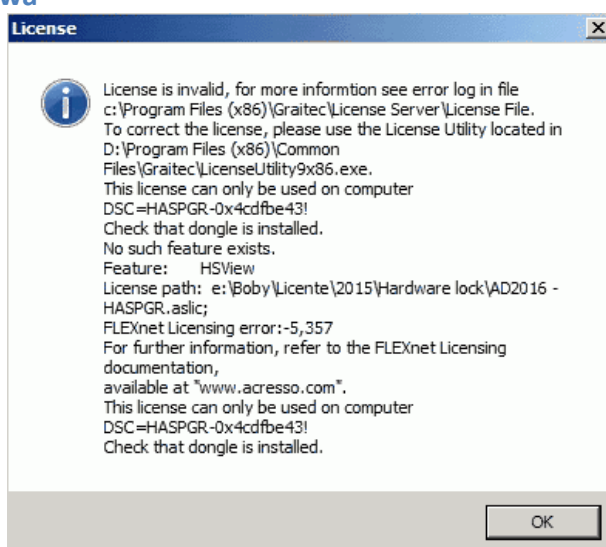 License
License is invalid, for more informtion see error log in file
c:\Program Files (x86)\Graitec\License Server\License File.
To correct the license, please use the License Utility located in
D:\Program Files (x86)\Common
Files\Graitec\LicenseUtility9x86.exe.
This license can only be used on computer
DSC=HASPGR-0x4cdfbe43!
Check that dongle is installed.
No such feature exists.
Feature: HSView
License path: e:\Boby\Licente\2015\Hardware lock\AD2016 -
HASPGR.aslic;
FLEXnet Licensing error:-5,357
For further information, refer to the FLEXnet Licensing
documentation,
available at "www.acresso.com".
This license can only be used on computer
DSC=HASPGR-0x4cdfbe43!
Check that dongle is installed.
OK